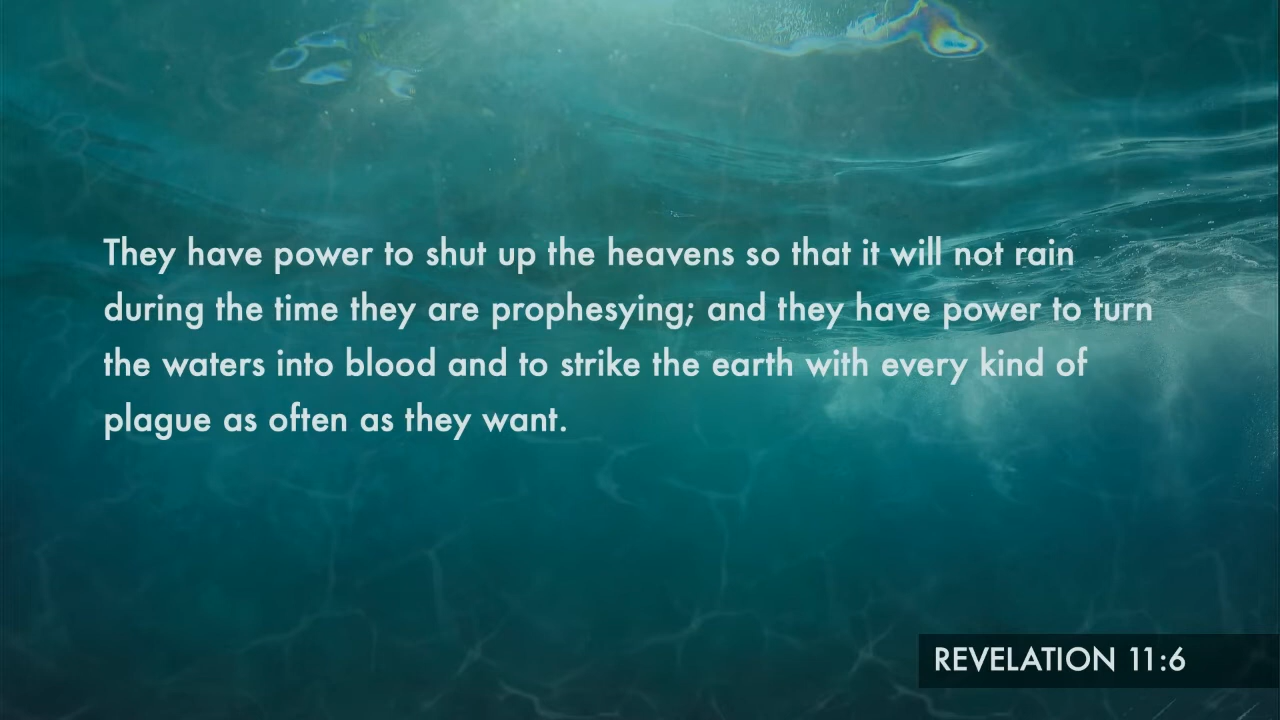 They have power to shut up the heavens so that it will not rain
during the time they are prophesying; and they have power to turn
the waters into blood and to strike the earth with every kind of
plague as often as they want.
REVELATION 11:6